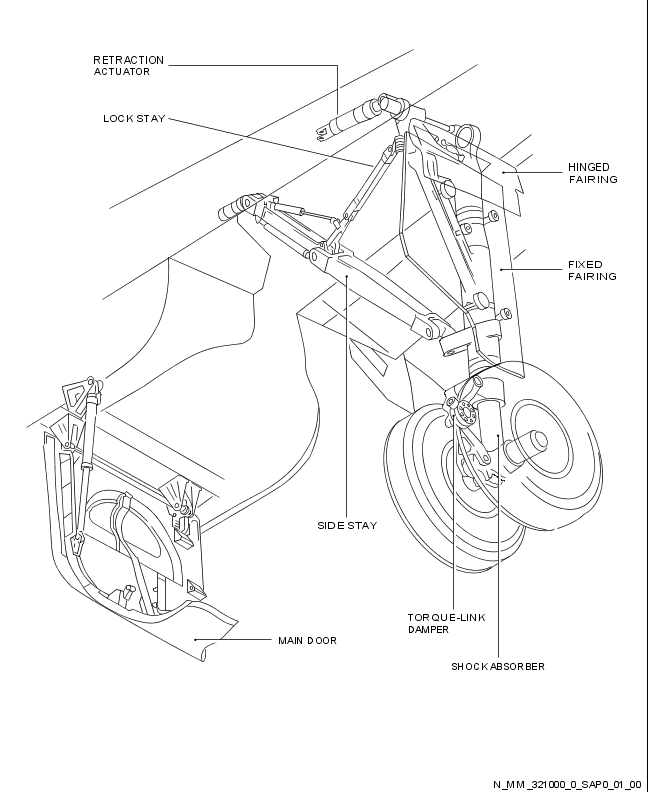 RETRACTION
ACTUATOR
LOCK STAY
HINGED
FAIRING
FIXED
FAIRING
SIDE STAY
TORQUE-LINK
DAMPER
MAIN DOOR
SHOCK ABSORBER
N_MM_321000_0_SAP0_01_00